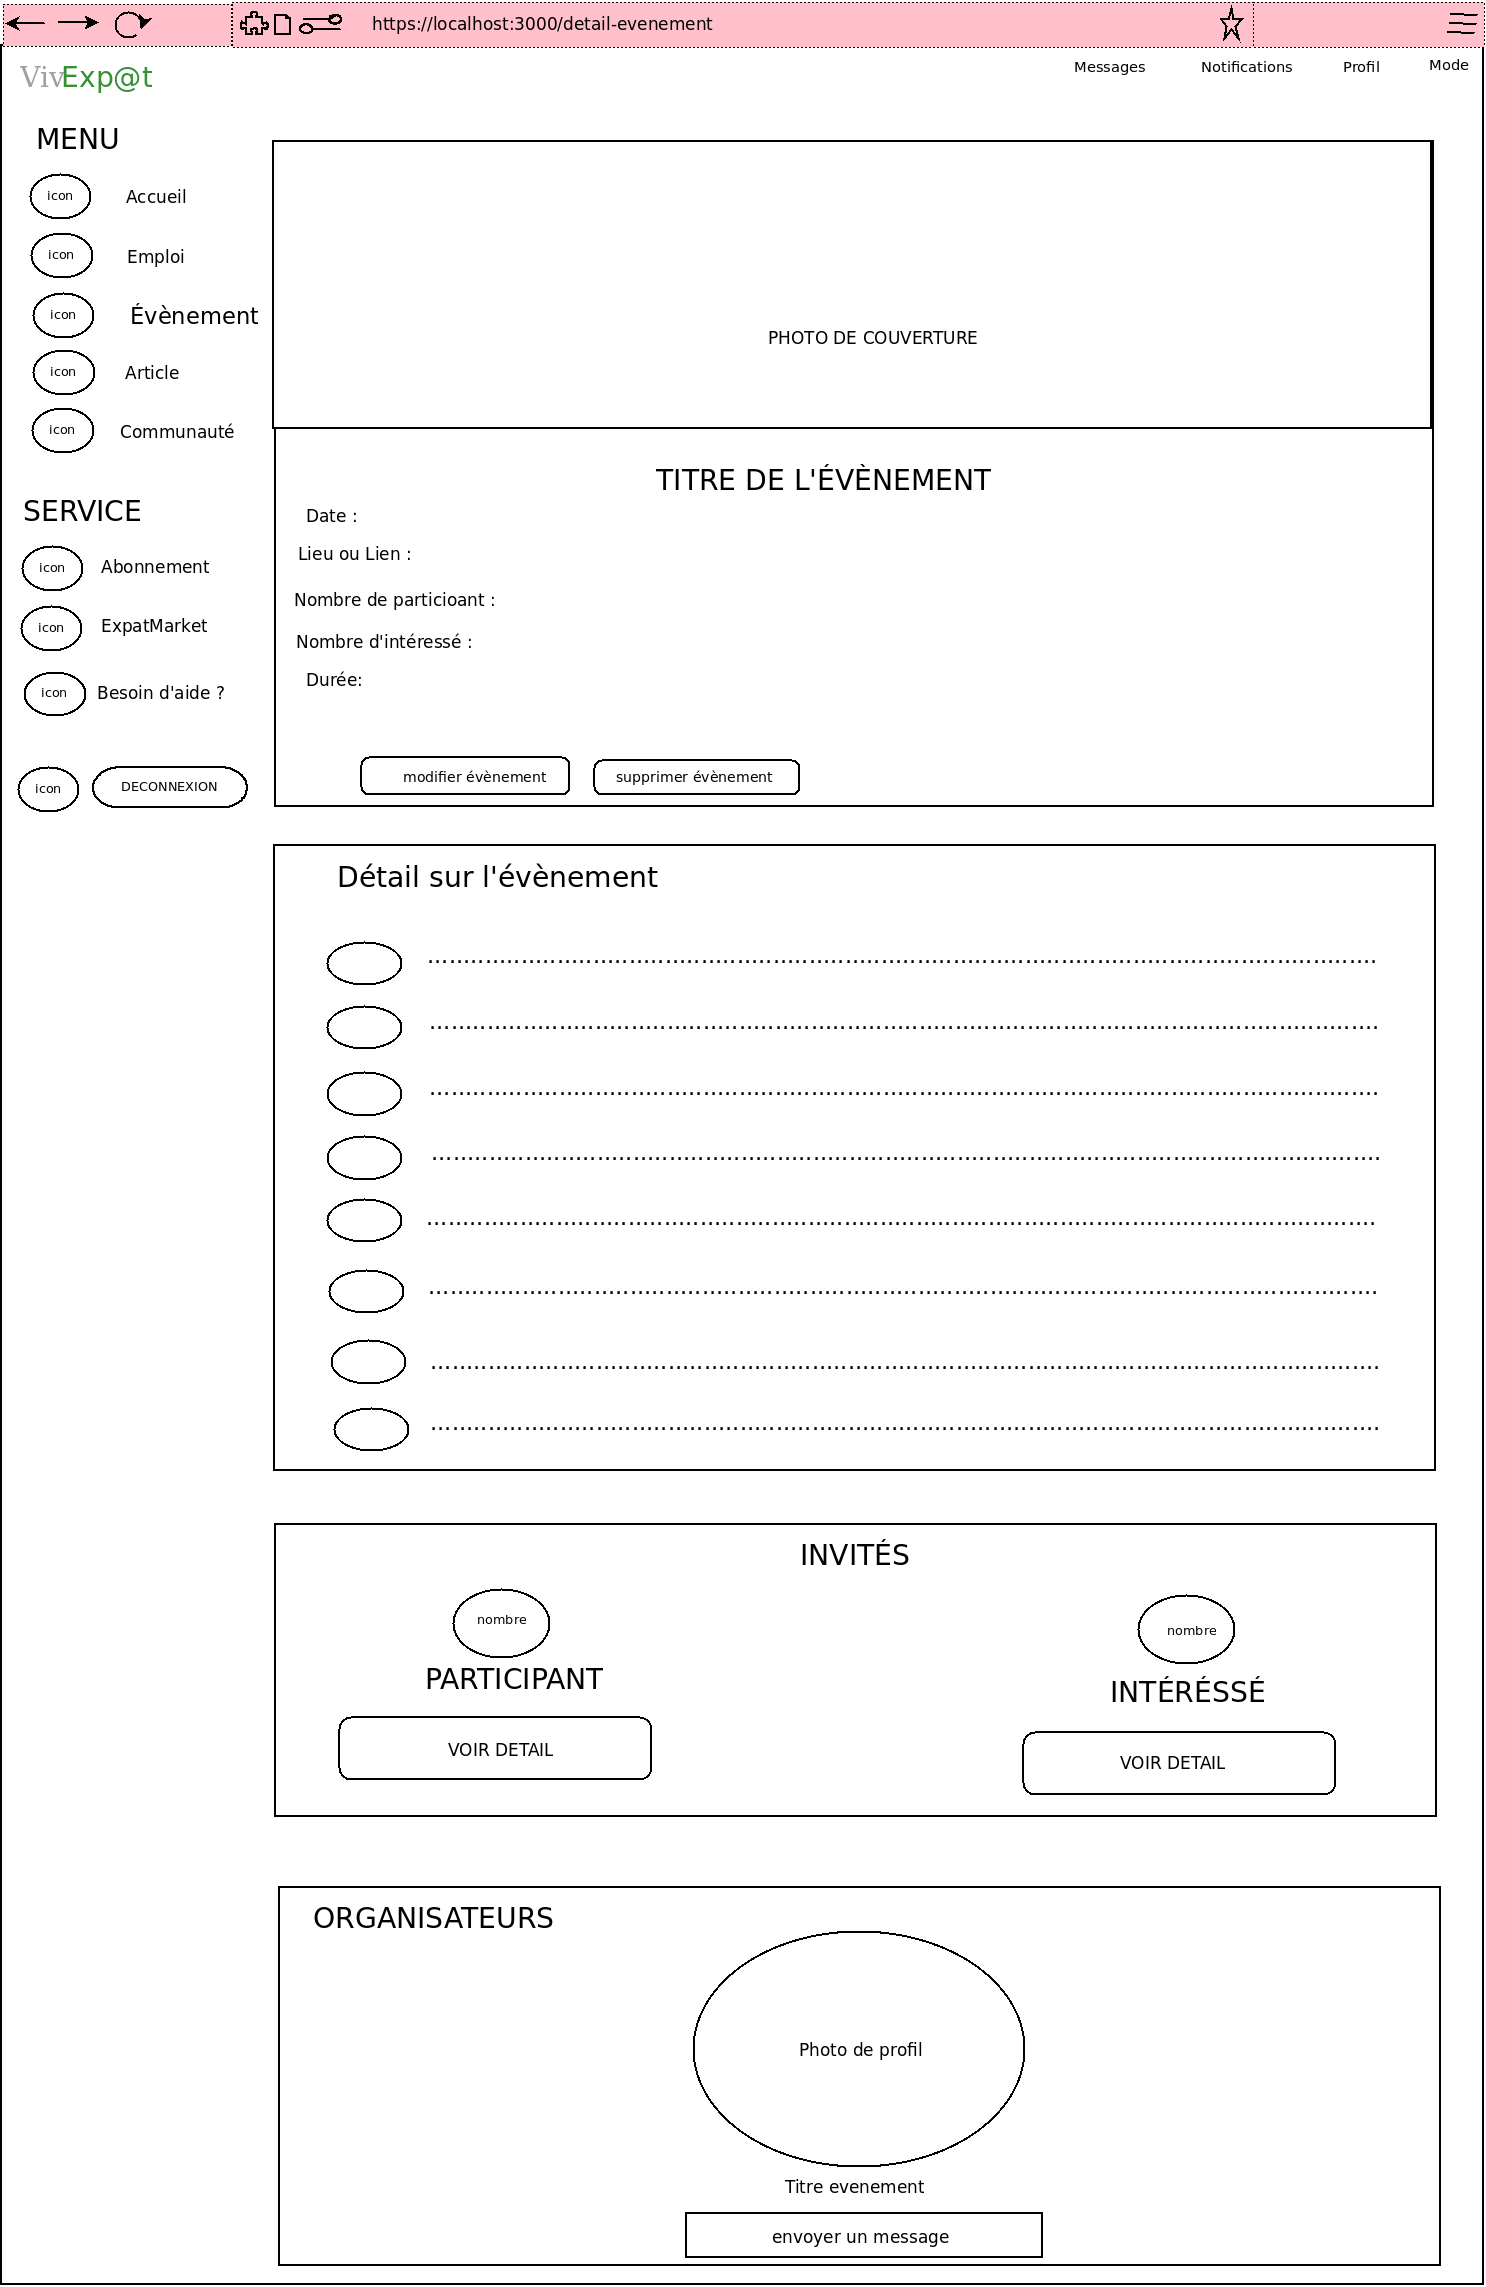 https://localhost:3000/detail-evenement
VivExp@t
Messages Notifications Profil Mode
MENU
icon Accueil
icon Emploi
icon Évènement
icon Article
icon Communauté
SERVICE
icon Abonnement
icon ExpatMarket
icon Besoin d'aide ?
icon DECONNEXION
PHOTO DE COUVERTURE
TITRE DE L'ÉVÈNEMENT
Date :
Lieu ou Lien :
Nombre de particioant :
Nombre d'intéressé :
Durée:
modifier évènement supprimer évènement
Détail sur l'évènement
INVITÉS
nombre
PARTICIPANT
VOIR DETAIL
nombre
INTÉRÉSSÉ
VOIR DETAIL
ORGANISATEURS
Photo de profil
Titre evenement
envoyer un message